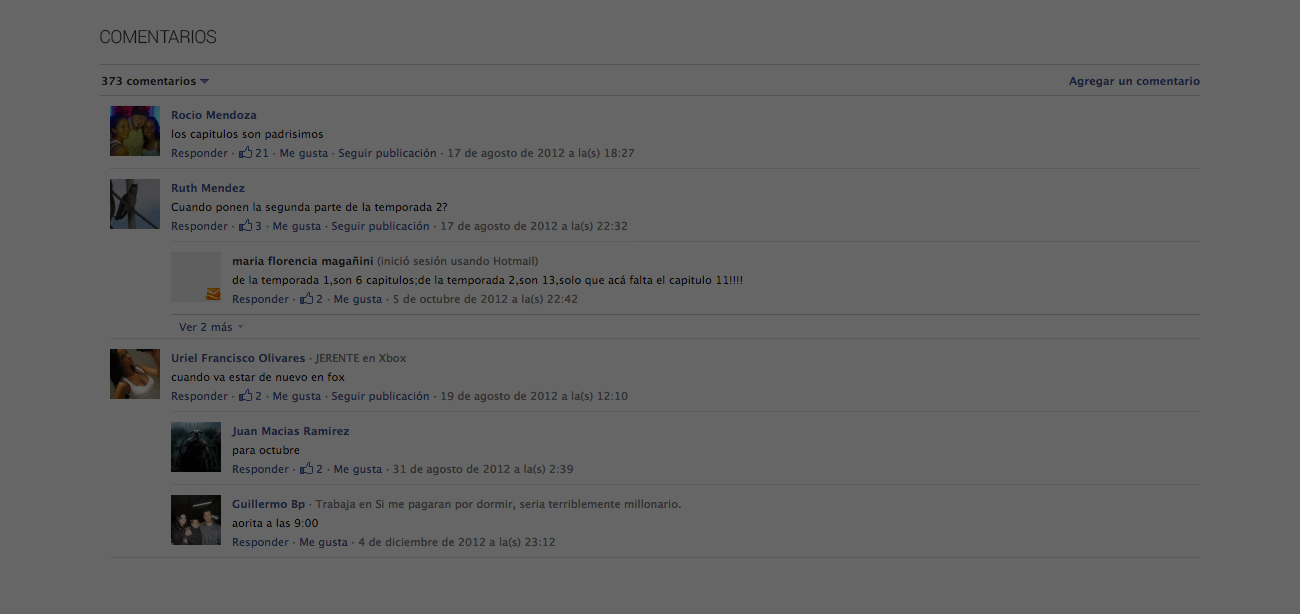 COMENTARIOS
373 comentarios
Agregar un comentario
Rocio Mendoza
los capitulos son padrisimos
Responder · 21 · Me gusta · Seguir publicación · 17 de agosto de 2012 a la(s) 18:27
Ruth Mendez
Cuando ponen la segunda parte de la temporada 2?
Responder · 3 · Me gusta · Seguir publicación · 17 de agosto de 2012 a la(s) 22:32
maria florencia magañini (inició sesión usando Hotmail)
de la temporada 1,son 6 capitulos;de la temporada 2,son 13,solo que acá falta el capitulo 11!!!!
Responder · 2 · Me gusta · 5 de octubre de 2012 a la(s) 22:42
Ver 2 más
Uriel Francisco Olivares · JERENTE en Xbox
cuando va estar de nuevo en fox
Responder · 2 · Me gusta · Seguir publicación · 19 de agosto de 2012 a la(s) 12:10
Juan Macias Ramirez
para octubre
Responder · 2 · Me gusta · 31 de agosto de 2012 a la(s) 2:39
Guillermo Bp · Trabaja en Si me pagaran por dormir, seria terriblemente millonario.
aorita a las 9:00
Responder · Me gusta · 4 de diciembre de 2012 a la(s) 23:12